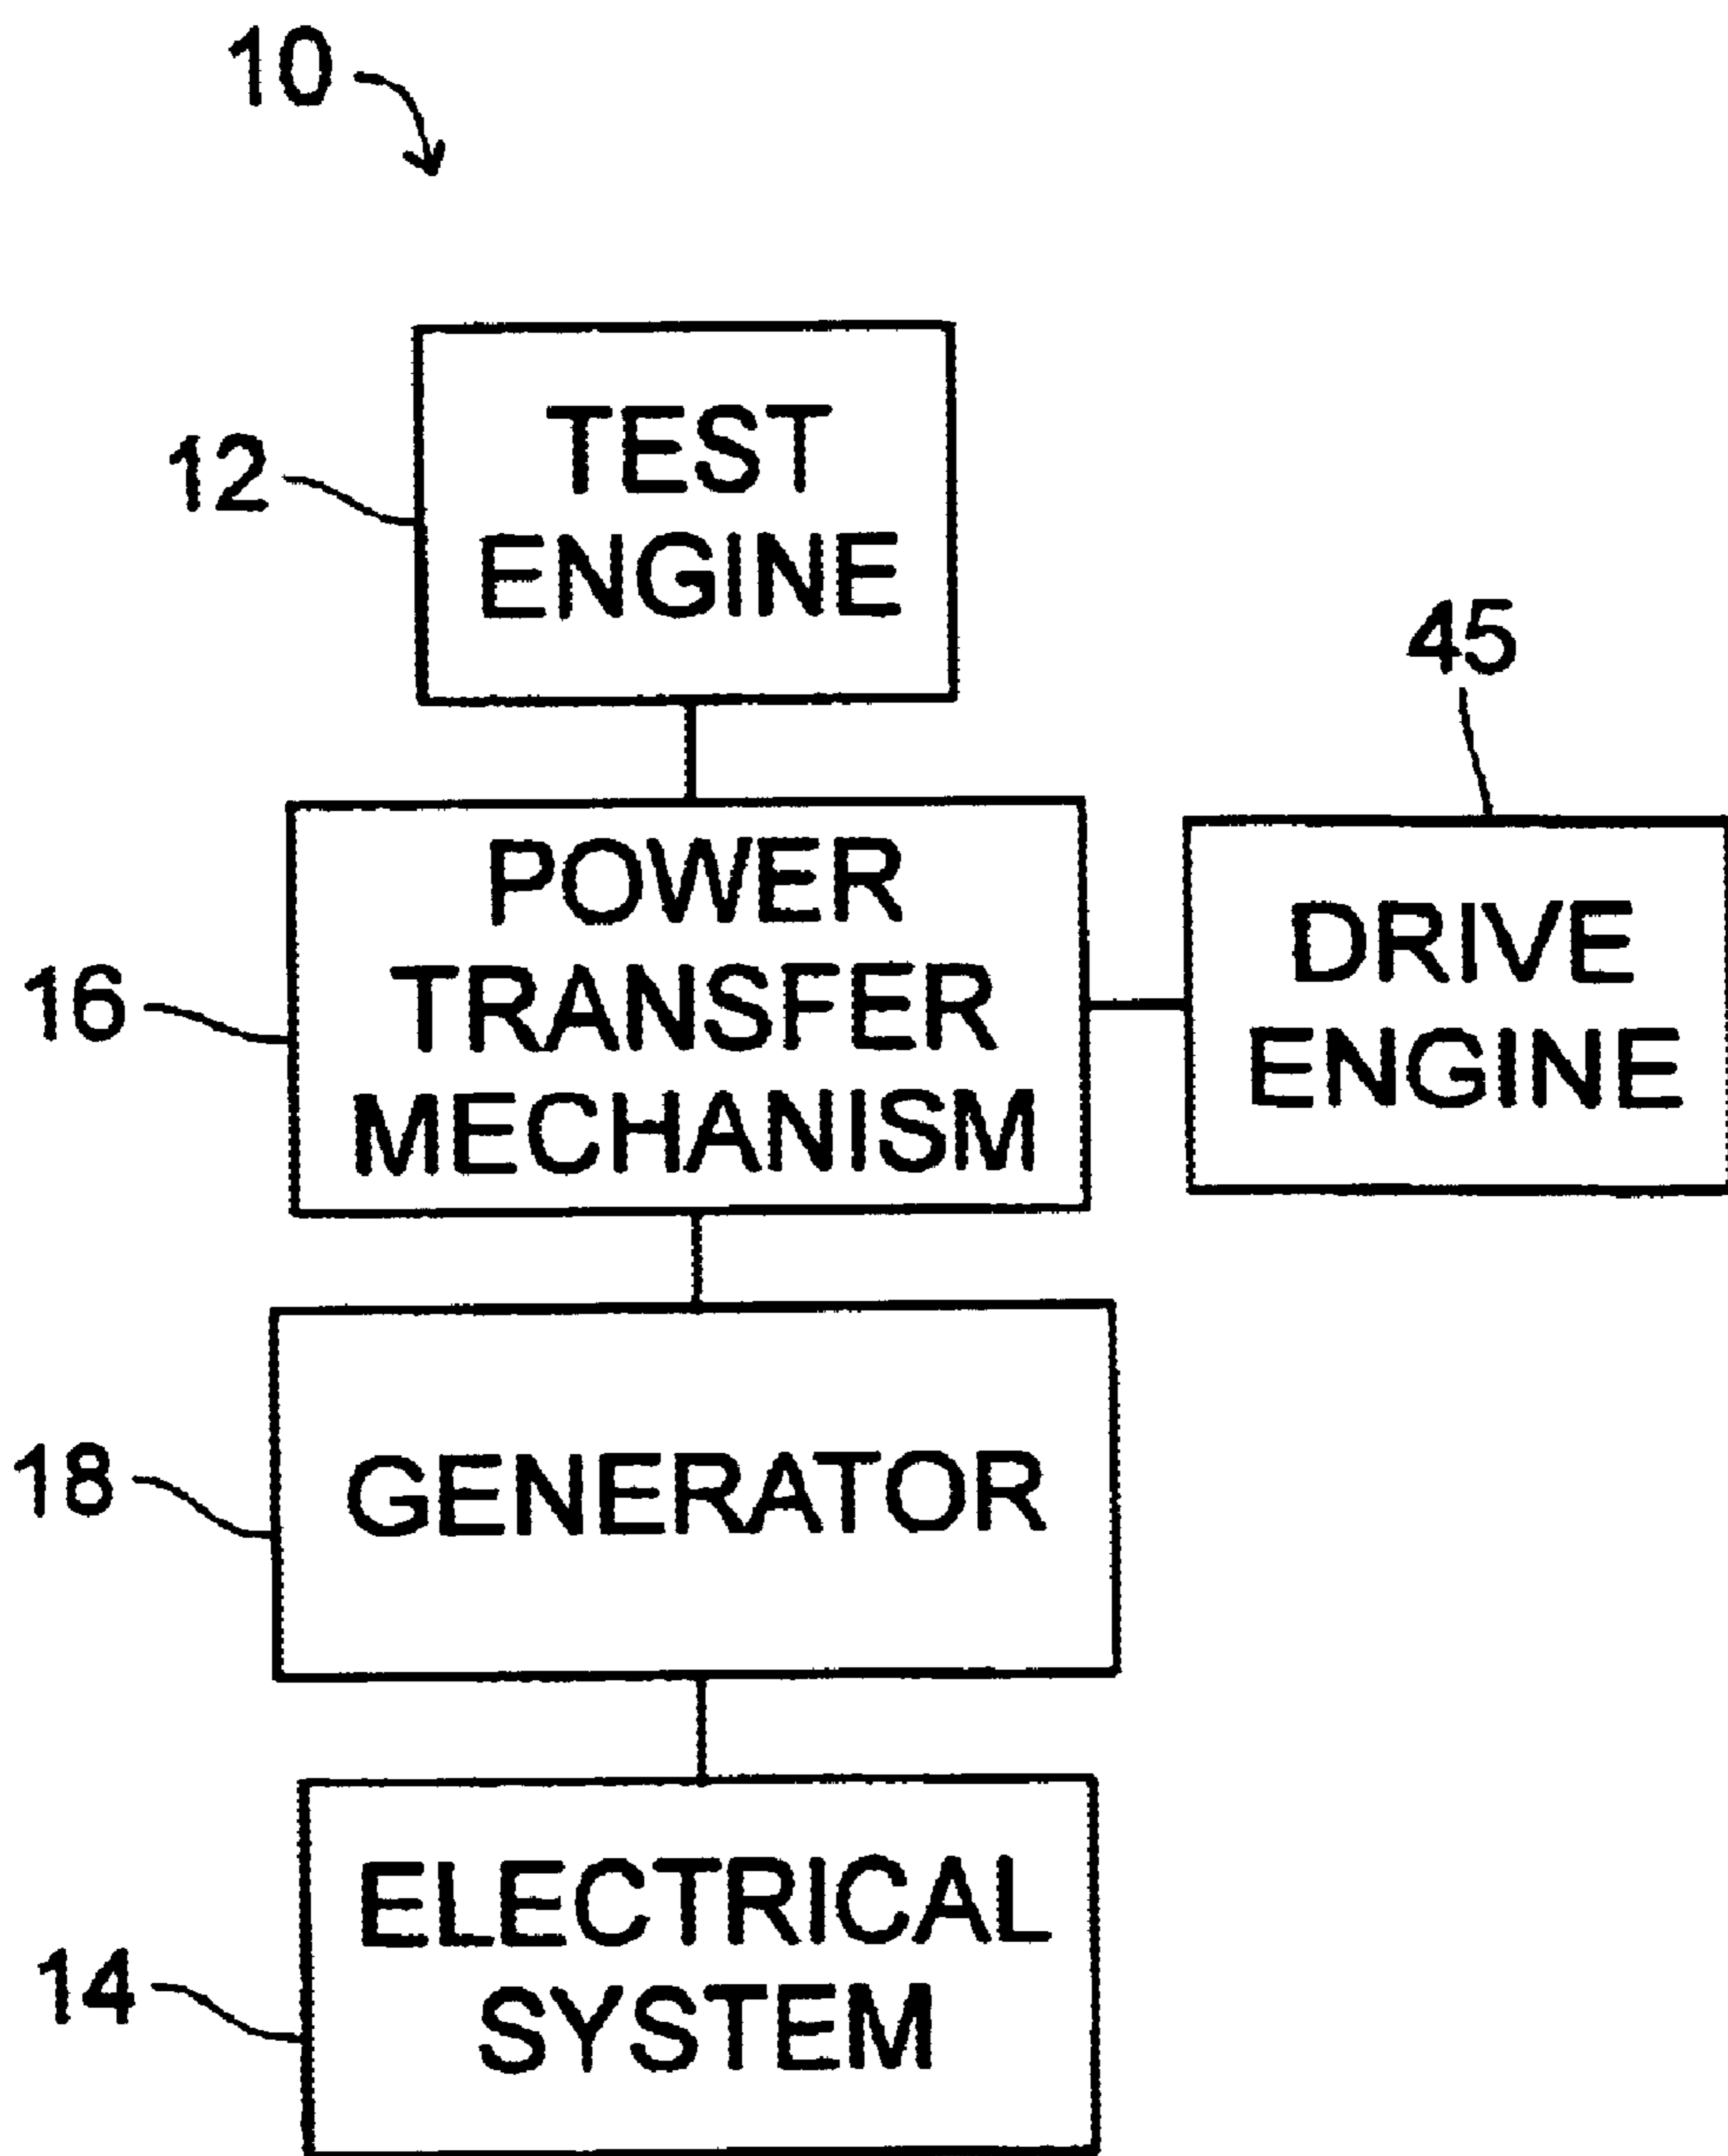 10
12
TEST
ENGINE
45
16
POWER
TRANSFER
MECHANISM
DRIVE
ENGINE
18
GENERATOR
14
ELECTRICAL
SYSTEM